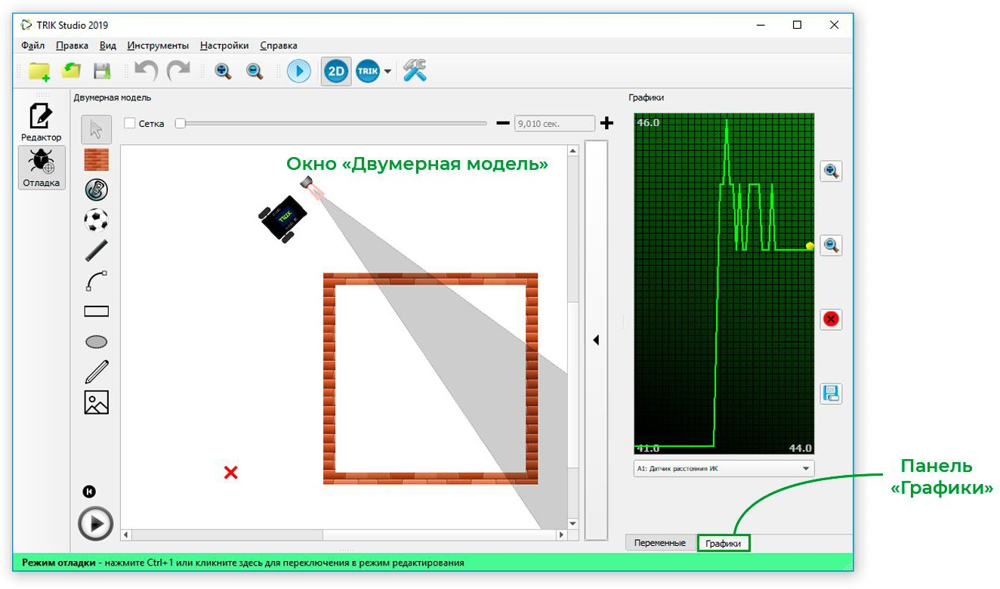 TRIK Studio 2019
Файл Правка Вид Инструменты Настройки Справка
2D TRIK
Двумерная модель
Графики
Редактор
Отладка
Сетка
9,010 сек.
Окно «Двумерная модель»
TRIK
46.0
41.0
44.0
A1: Датчик расстояния ИК
Панель
«Графики»
Переменные Графики
Режим отладки - нажмите Ctrl+1 или кликните здесь для переключения в режим редактирования